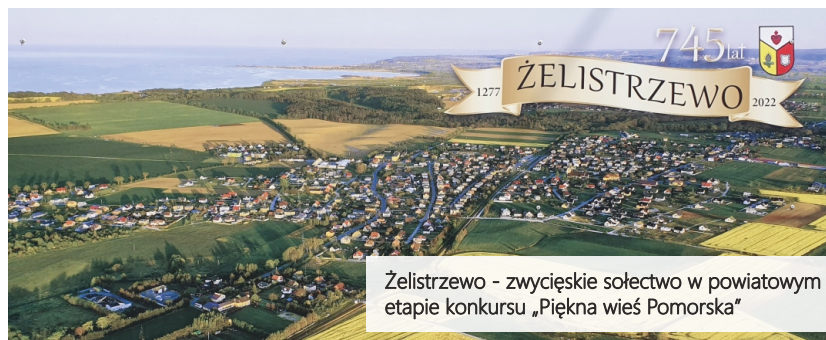 745 lat
1277 ŻELISTRZEWO 2022
Żelistrzewo - zwycięskie sołectwo w powiatowym
etapie konkursu „Piękna wieś Pomorska”